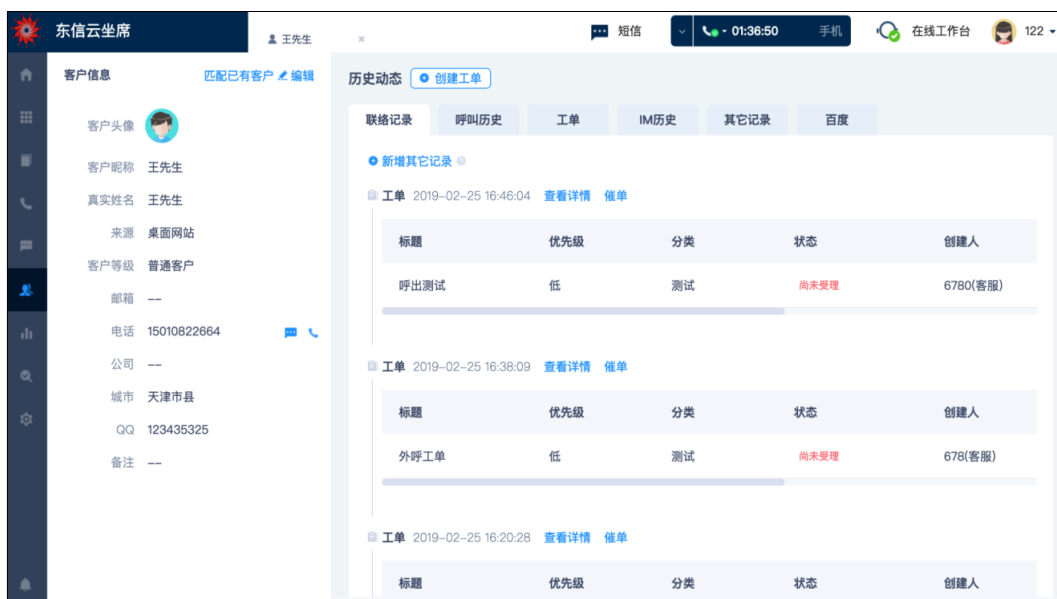 东信云坐席
王先生
短信
01:36:50 手机
在线工作台
122
客户信息 匹配已有客户 编辑
客户头像
客户昵称 王先生
真实姓名 王先生
来源 桌面网站
客户等级 普通客户
邮箱 --
电话 15010822664
公司 --
城市 天津市县
QQ 123435325
备注 --
历史动态 创建工单
联络记录 呼叫历史 工单 IM历史 其它记录 百度
新增其它记录
工单 2019-02-25 16:46:04 查看详情 催单
标题 优先级 分类 状态 创建人
呼出测试 低 测试 尚未受理 6780(客服)
工单 2019-02-25 16:38:09 查看详情 催单
标题 优先级 分类 状态 创建人
外呼工单 低 测试 尚未受理 678(客服)
工单 2019-02-25 16:20:28 查看详情 催单
标题 优先级 分类 状态 创建人